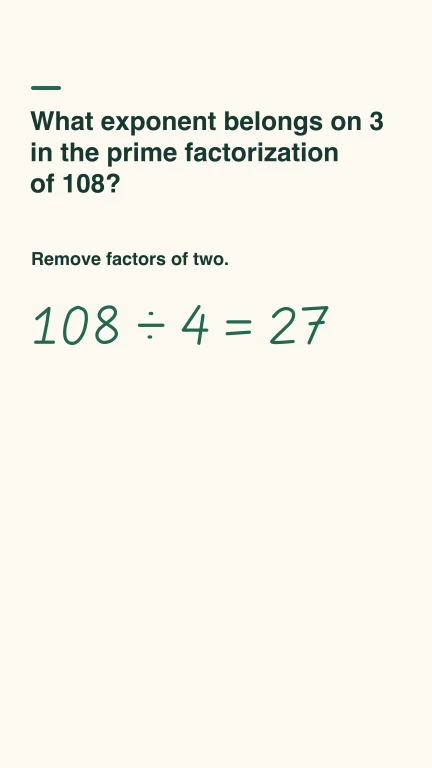 What exponent belongs on 3
in the prime factorization
of 108?
Remove factors of two.
108 ÷ 4 = 27